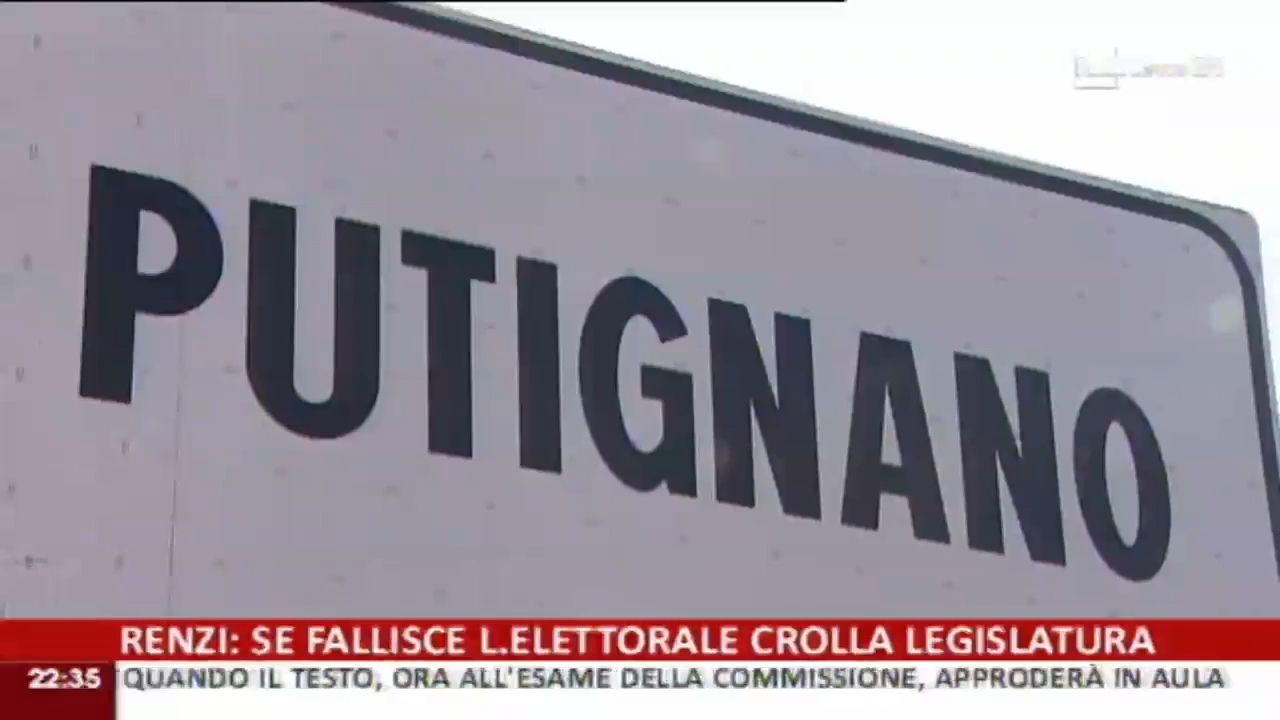 PUTIGNANO
RENZI: SE FALLISCE L.ELETTORALE CROLLA LEGISLATURA
22:35 QUANDO IL TESTO, ORA ALL'ESAME DELLA COMMISSIONE, APPRODERÀ IN AULA